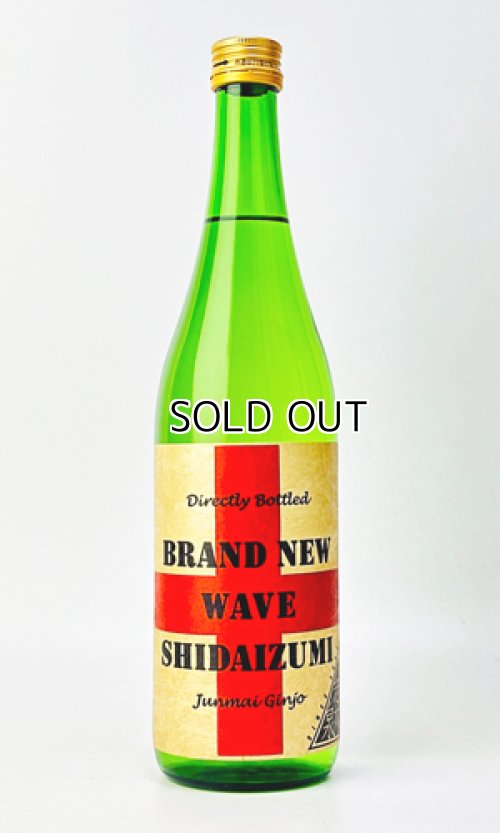 SOLD OUT
Directly Bottled
BRAND NEW
WAVE
SHIDAIZUMI
Junmai Ginjo